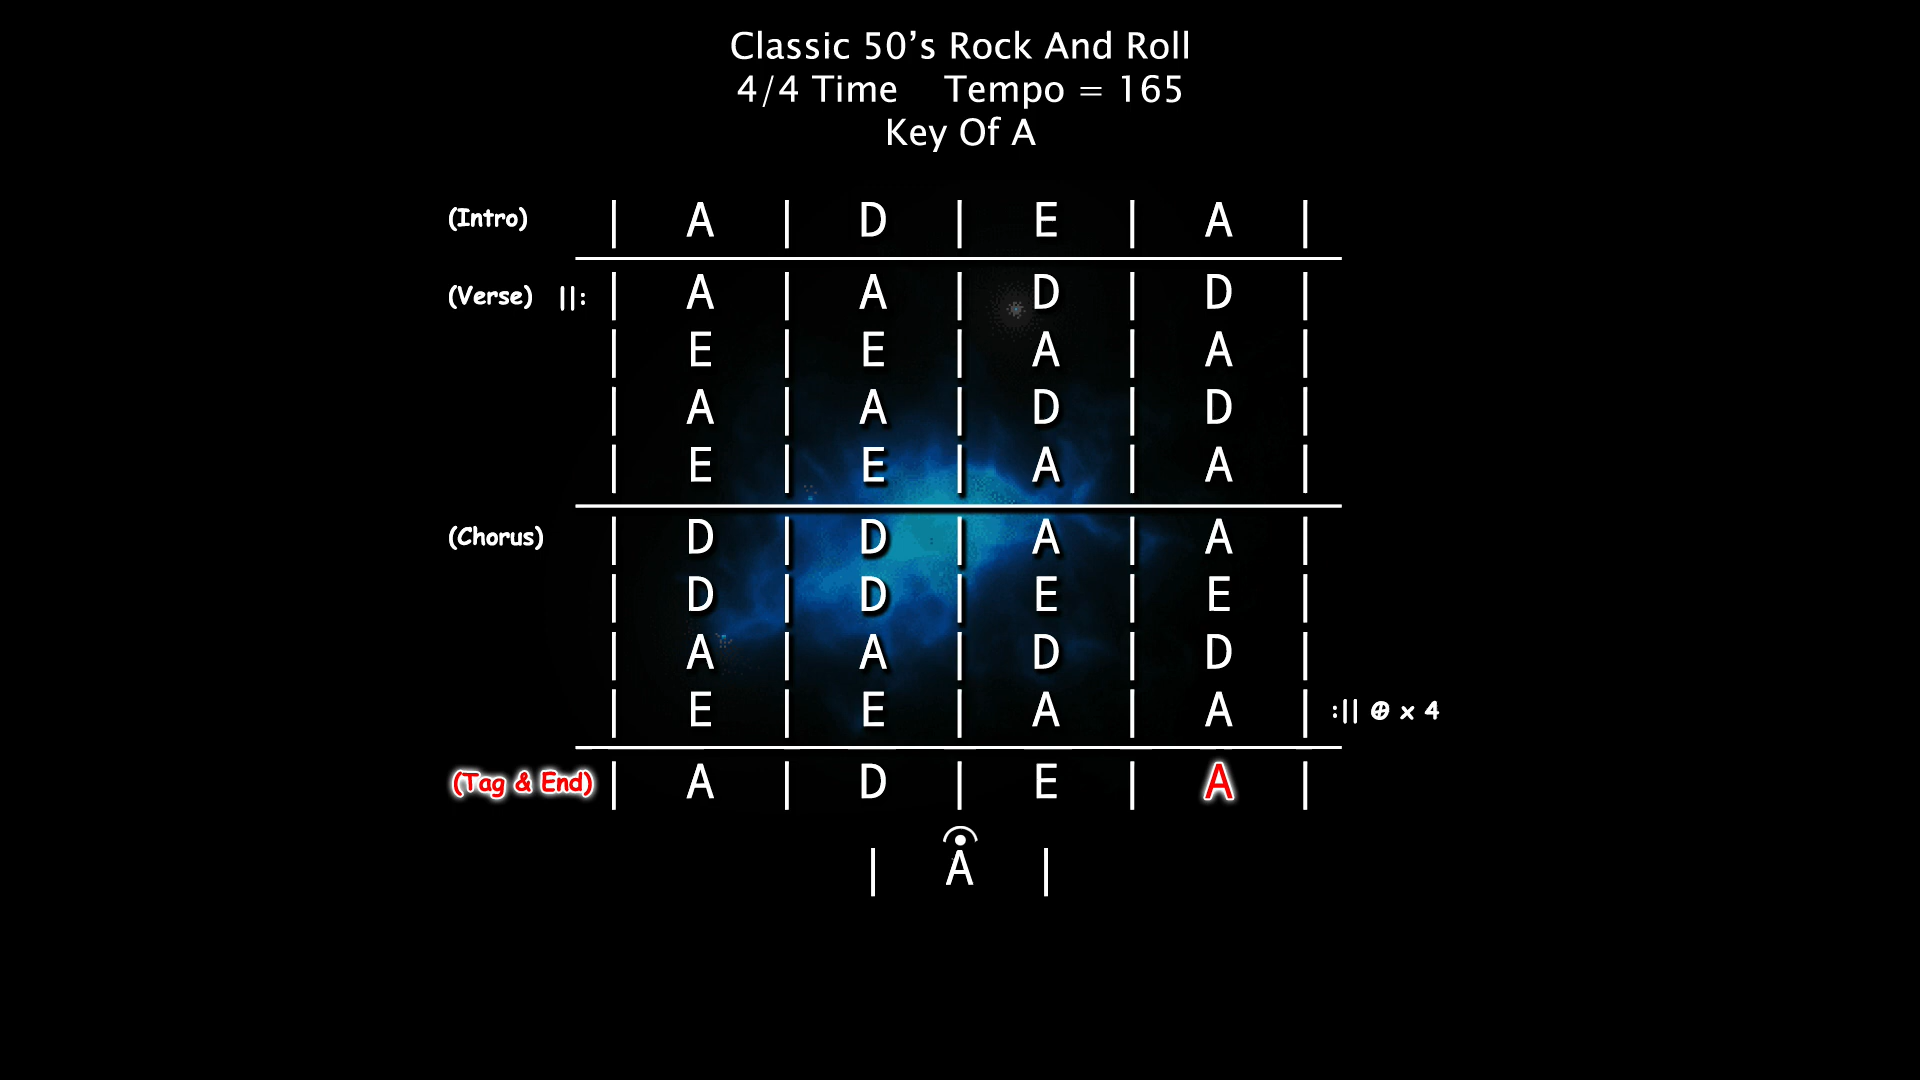 Classic 50’s Rock And Roll
4/4 Time Tempo = 165
Key Of A
(Intro) | A | D | E | A |
(Verse) ||: | A | A | D | D |
| E | E | A | A |
| A | A | D | D |
| E | E | A | A |
(Chorus) | D | D | A | A |
| D | D | E | E |
| A | A | D | D |
| E | E | A | A | :|| ⊕ x 4
(Tag & End) | A | D | E | A |
| 𝄐A |